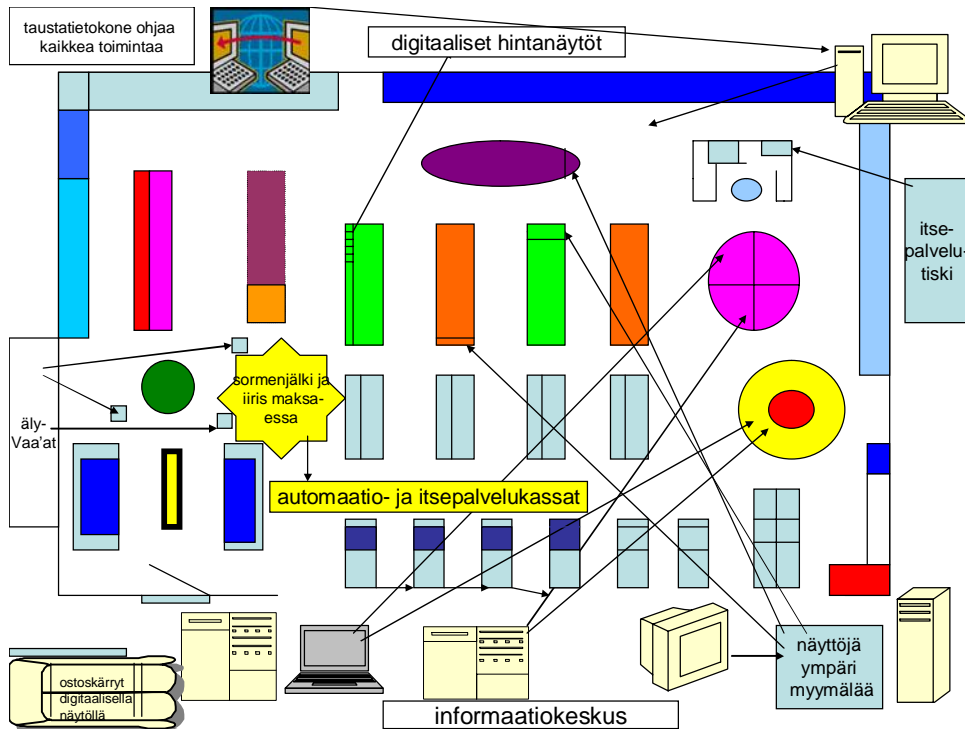 taustatietokone ohjaa
kaikkea toimintaa
digitaaliset hintanäytöt
itse-
palvelu-
tiski
sormenjälki ja
iiris maksa-
essa
äly-
Vaa'at
automaatio- ja itsepalvelukassat
ostoskärryt
digitaalisella
näytöllä
informaatiokeskus
näyttöjä
ympäri
myymälää